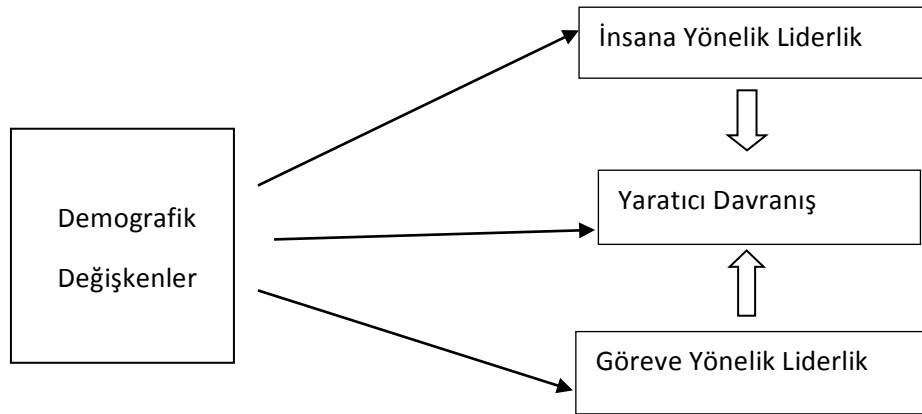 İnsana Yönelik Liderlik
Demografik
Değişkenler
Yaratıcı Davranış
Göreve Yönelik Liderlik